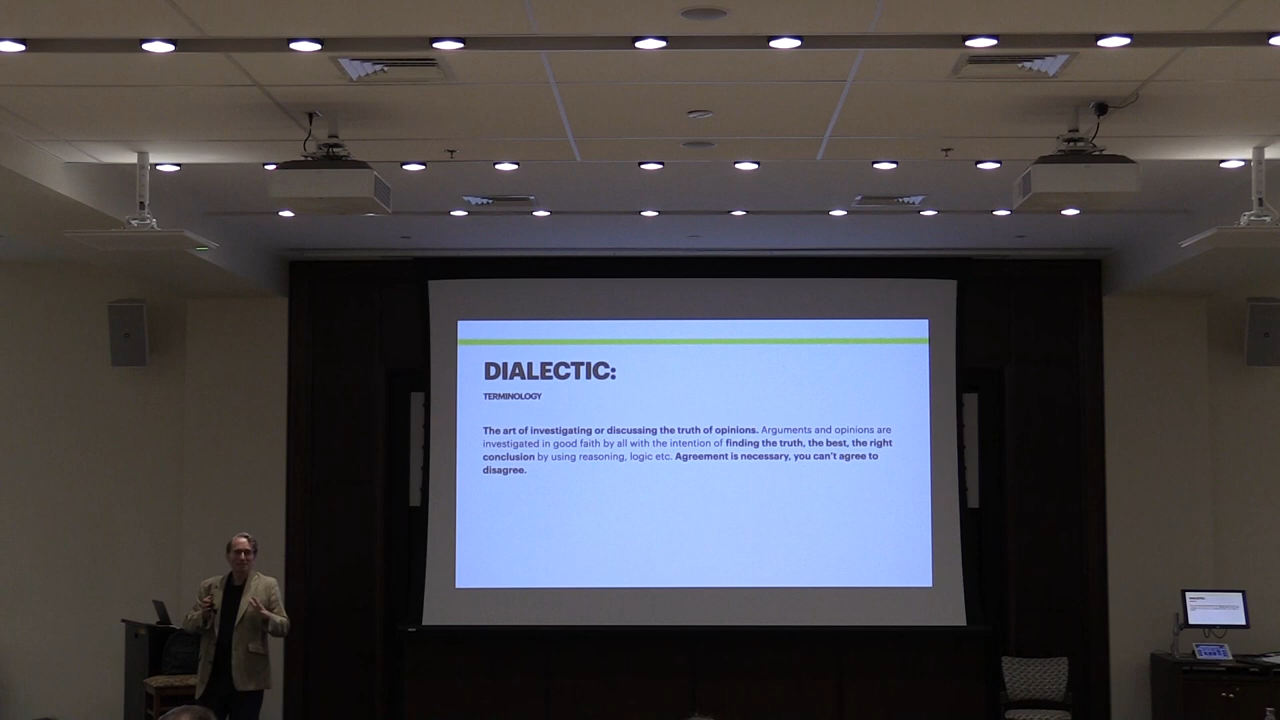 DIALECTIC:
TERMINOLOGY
The art of investigating or discussing the truth of opinions. Arguments and opinions are
investigated in good faith by all with the intention of finding the truth, the best, the right
conclusion by using reasoning, logic etc. Agreement is necessary, you can't agree to
disagree.